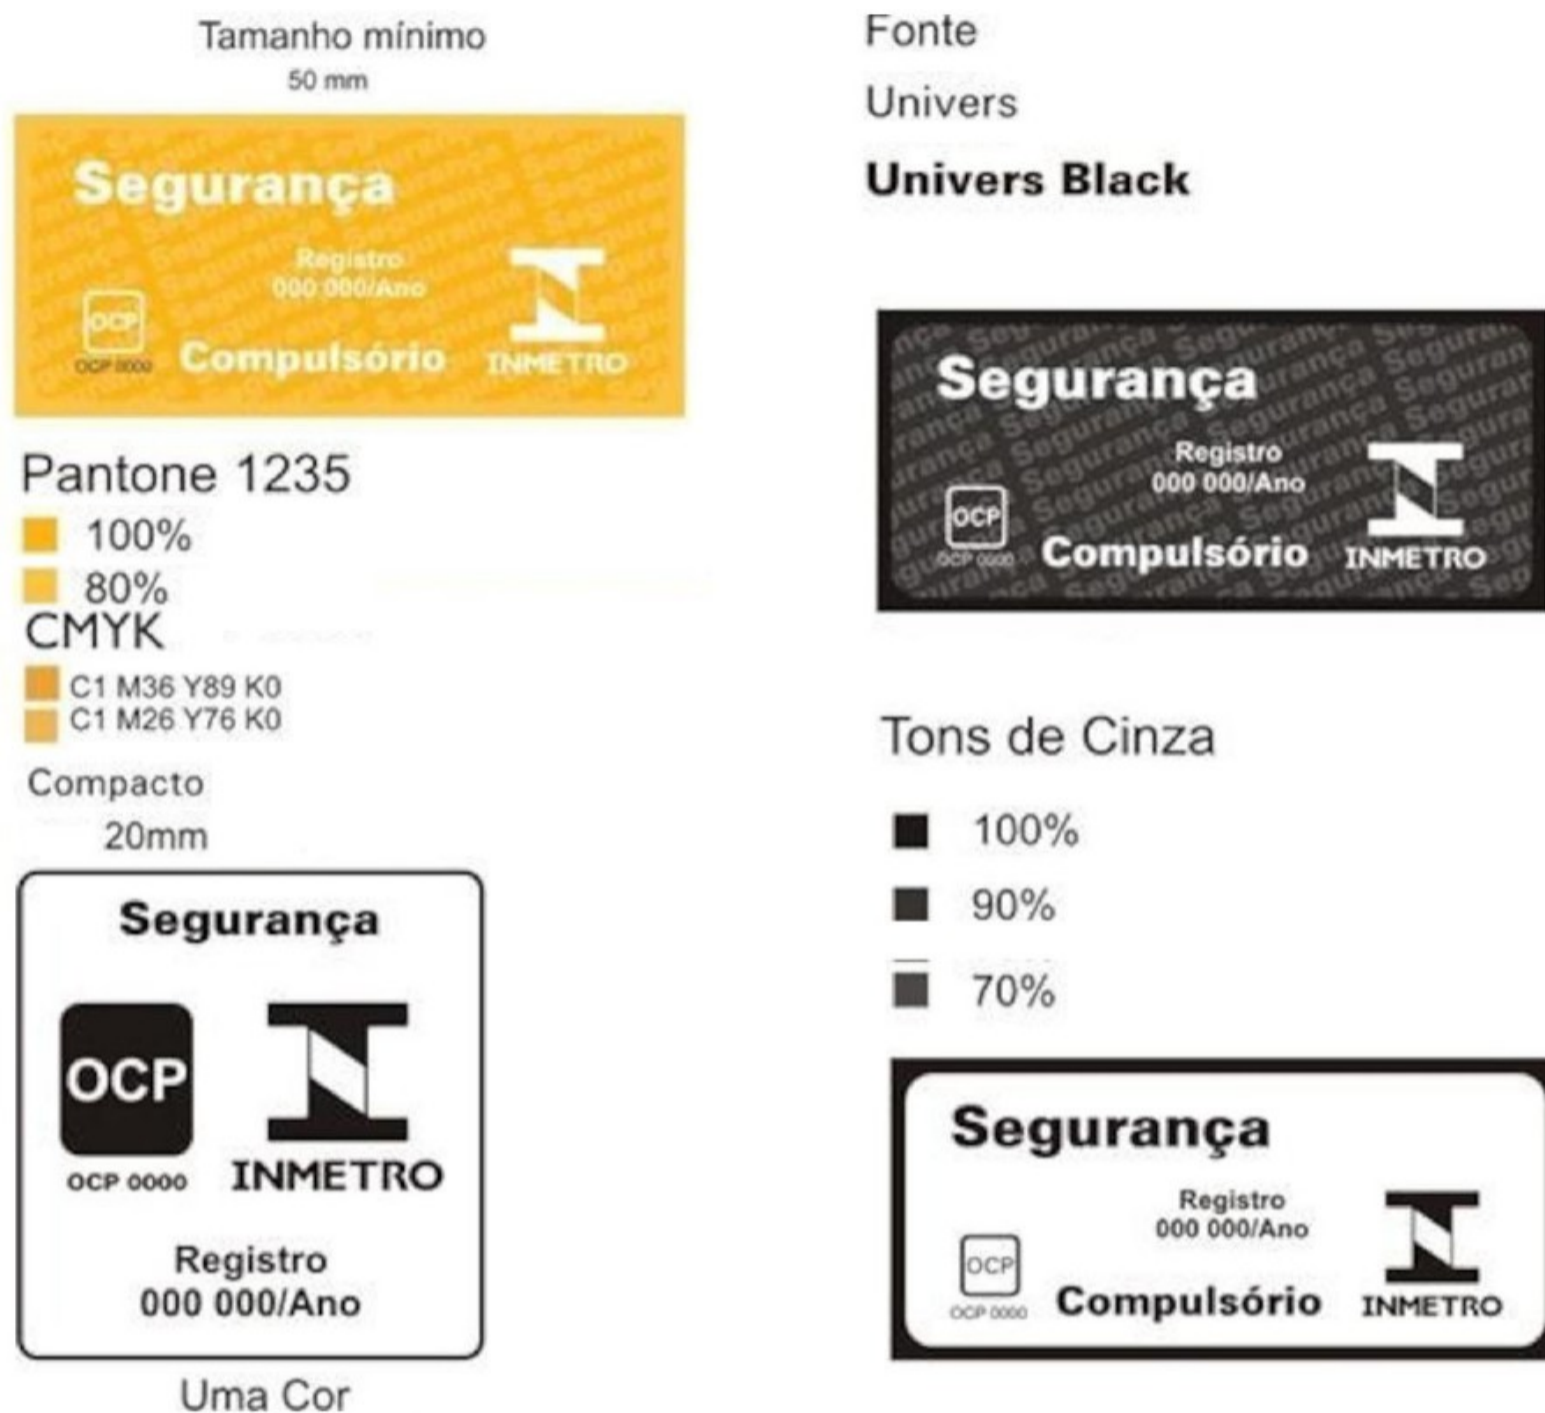 Tamanho mínimo
50 mm
Segurança
Registro
000 000/Ano
OCP
OCP 0000
Compulsório
INMETRO
Pantone 1235
100%
80%
CMYK
C1 M36 Y89 K0
C1 M26 Y76 K0
Compacto
20mm
Segurança
OCP
OCP 0000
INMETRO
Registro
000 000/Ano
Uma Cor
Fonte
Univers
Univers Black
Segurança
Registro
000 000/Ano
OCP
OCP 0000
Compulsório
INMETRO
Tons de Cinza
100%
90%
70%
Segurança
Registro
000 000/Ano
OCP
OCP 0000
Compulsório
INMETRO